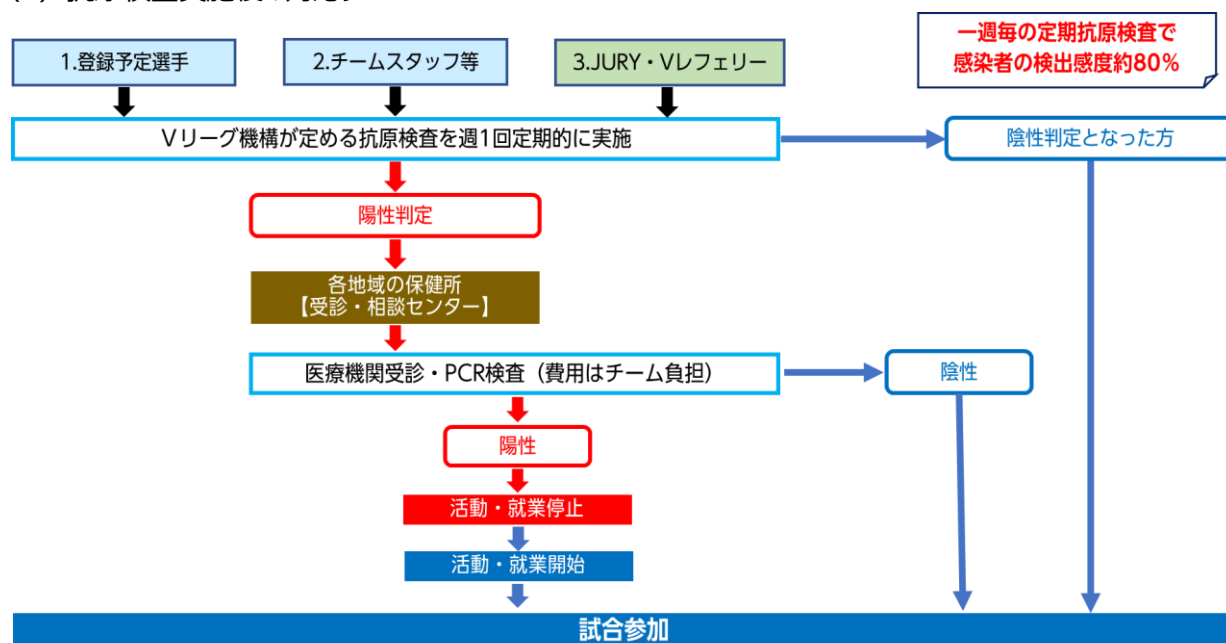 1.登録予定選手
2.チームスタッフ等
3.JURY・Vレフェリー
一週毎の定期抗原検査で
感染者の検出感度約80%
Vリーグ機構が定める抗原検査を週1回定期的に実施
陰性判定となった方
陽性判定
各地域の保健所
【受診・相談センター】
医療機関受診・PCR検査（費用はチーム負担）
陰性
陽性
活動・就業停止
活動・就業開始
試合参加